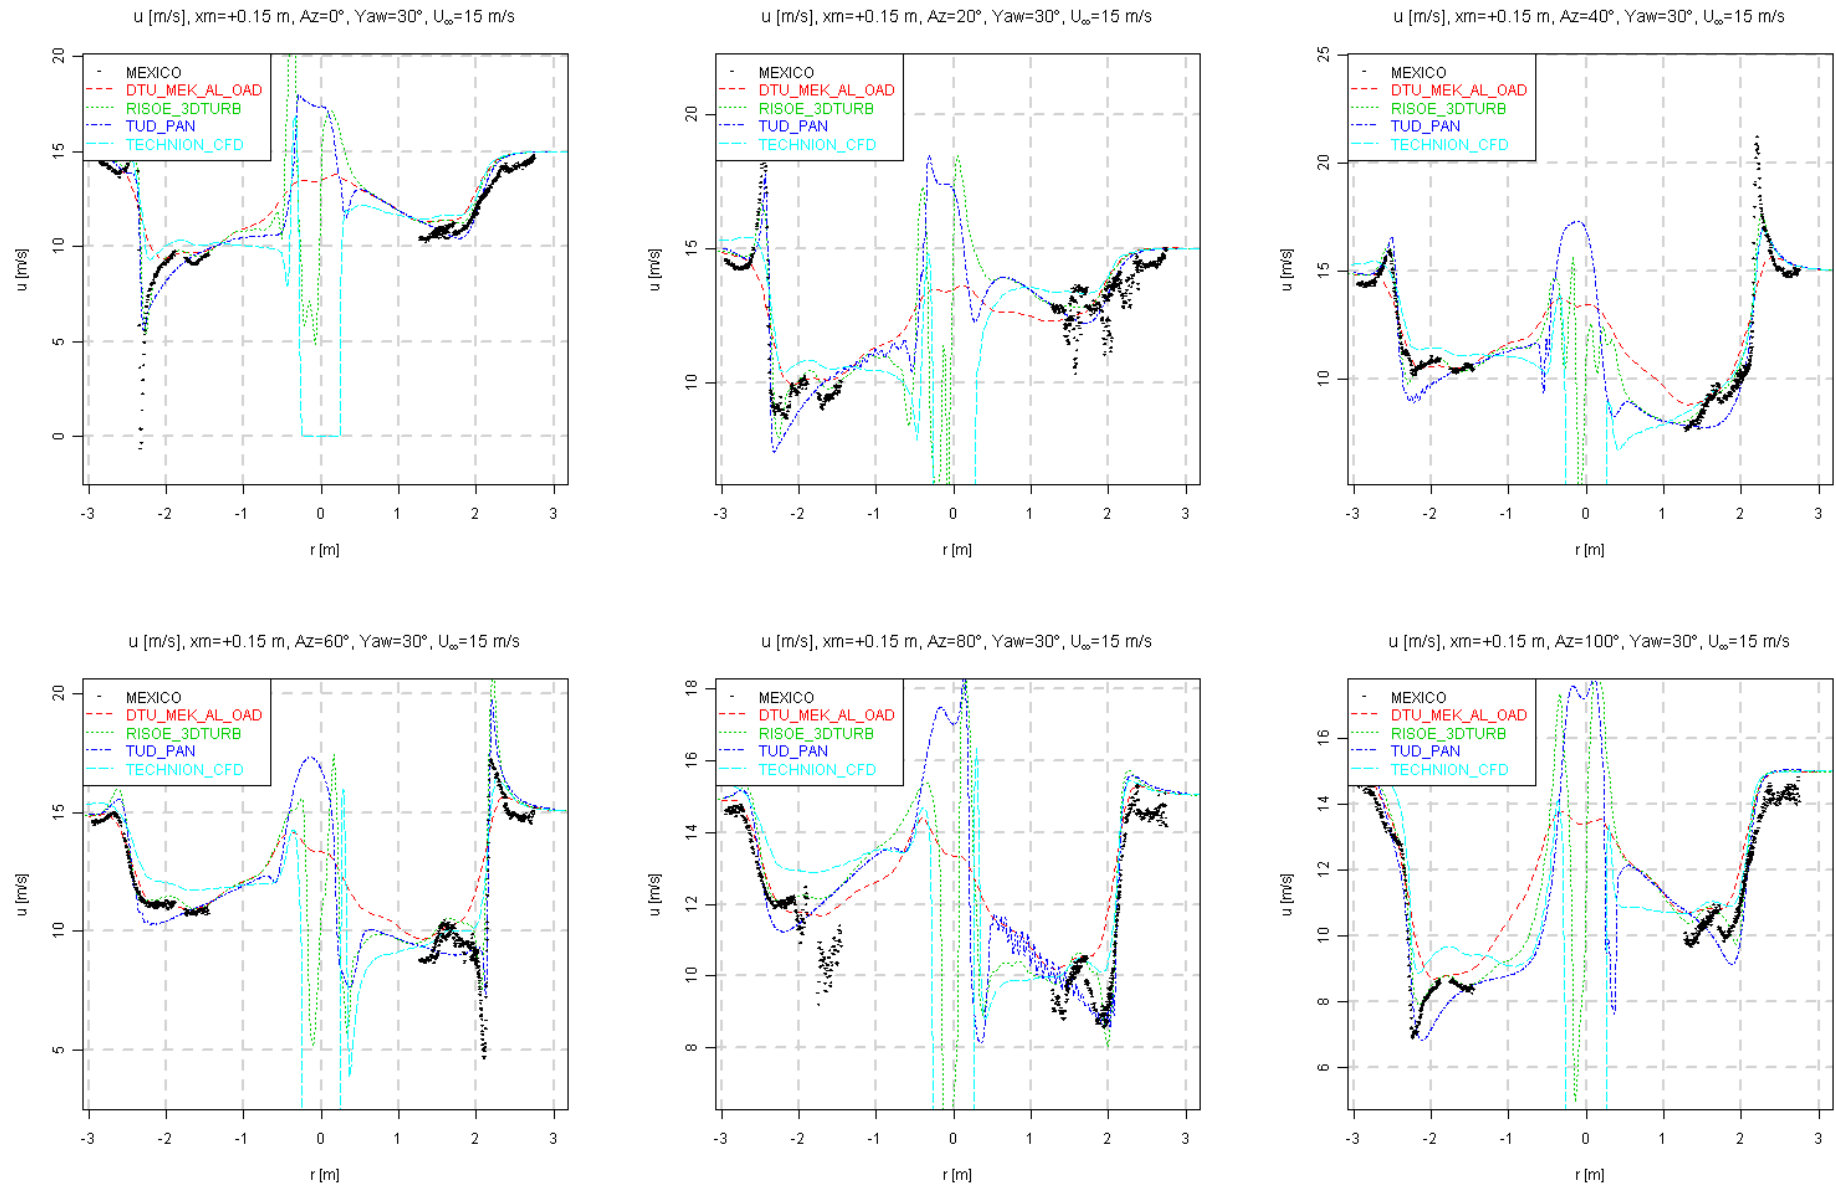 u [m/s], xm=+0.15 m, Az=0°, Yaw=30°, U∞=15 m/s
20
15
10
5
0
u [m/s]
MEXICO
DTU_MEK_AL_OAD
RISOE_3DTURB
TUD_PAN
TECHNION_CFD
-3 -2 -1 0 1 2 3
r [m]
u [m/s], xm=+0.15 m, Az=20°, Yaw=30°, U∞=15 m/s
20
15
10
u [m/s]
MEXICO
DTU_MEK_AL_OAD
RISOE_3DTURB
TUD_PAN
TECHNION_CFD
-3 -2 -1 0 1 2 3
r [m]
u [m/s], xm=+0.15 m, Az=40°, Yaw=30°, U∞=15 m/s
25
20
15
10
u [m/s]
MEXICO
DTU_MEK_AL_OAD
RISOE_3DTURB
TUD_PAN
TECHNION_CFD
-3 -2 -1 0 1 2 3
r [m]
u [m/s], xm=+0.15 m, Az=60°, Yaw=30°, U∞=15 m/s
20
15
10
5
u [m/s]
MEXICO
DTU_MEK_AL_OAD
RISOE_3DTURB
TUD_PAN
TECHNION_CFD
-3 -2 -1 0 1 2 3
r [m]
u [m/s], xm=+0.15 m, Az=80°, Yaw=30°, U∞=15 m/s
18
16
14
12
10
8
u [m/s]
MEXICO
DTU_MEK_AL_OAD
RISOE_3DTURB
TUD_PAN
TECHNION_CFD
-3 -2 -1 0 1 2 3
r [m]
u [m/s], xm=+0.15 m, Az=100°, Yaw=30°, U∞=15 m/s
16
14
12
10
8
6
u [m/s]
MEXICO
DTU_MEK_AL_OAD
RISOE_3DTURB
TUD_PAN
TECHNION_CFD
-3 -2 -1 0 1 2 3
r [m]